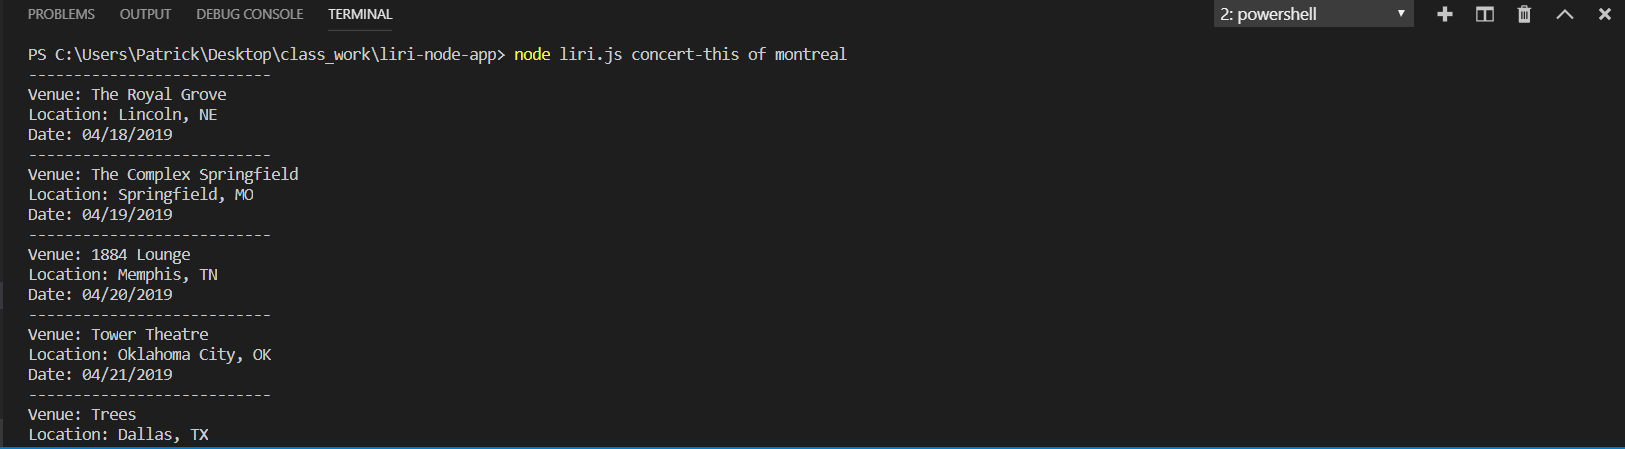 PROBLEMS OUTPUT DEBUG CONSOLE TERMINAL 2: powershell
PS C:\Users\Patrick\Desktop\class_work\liri-node-app> node liri.js concert-this of montreal
---------------------------
Venue: The Royal Grove
Location: Lincoln, NE
Date: 04/18/2019
---------------------------
Venue: The Complex Springfield
Location: Springfield, MO
Date: 04/19/2019
---------------------------
Venue: 1884 Lounge
Location: Memphis, TN
Date: 04/20/2019
---------------------------
Venue: Tower Theatre
Location: Oklahoma City, OK
Date: 04/21/2019
---------------------------
Venue: Trees
Location: Dallas, TX